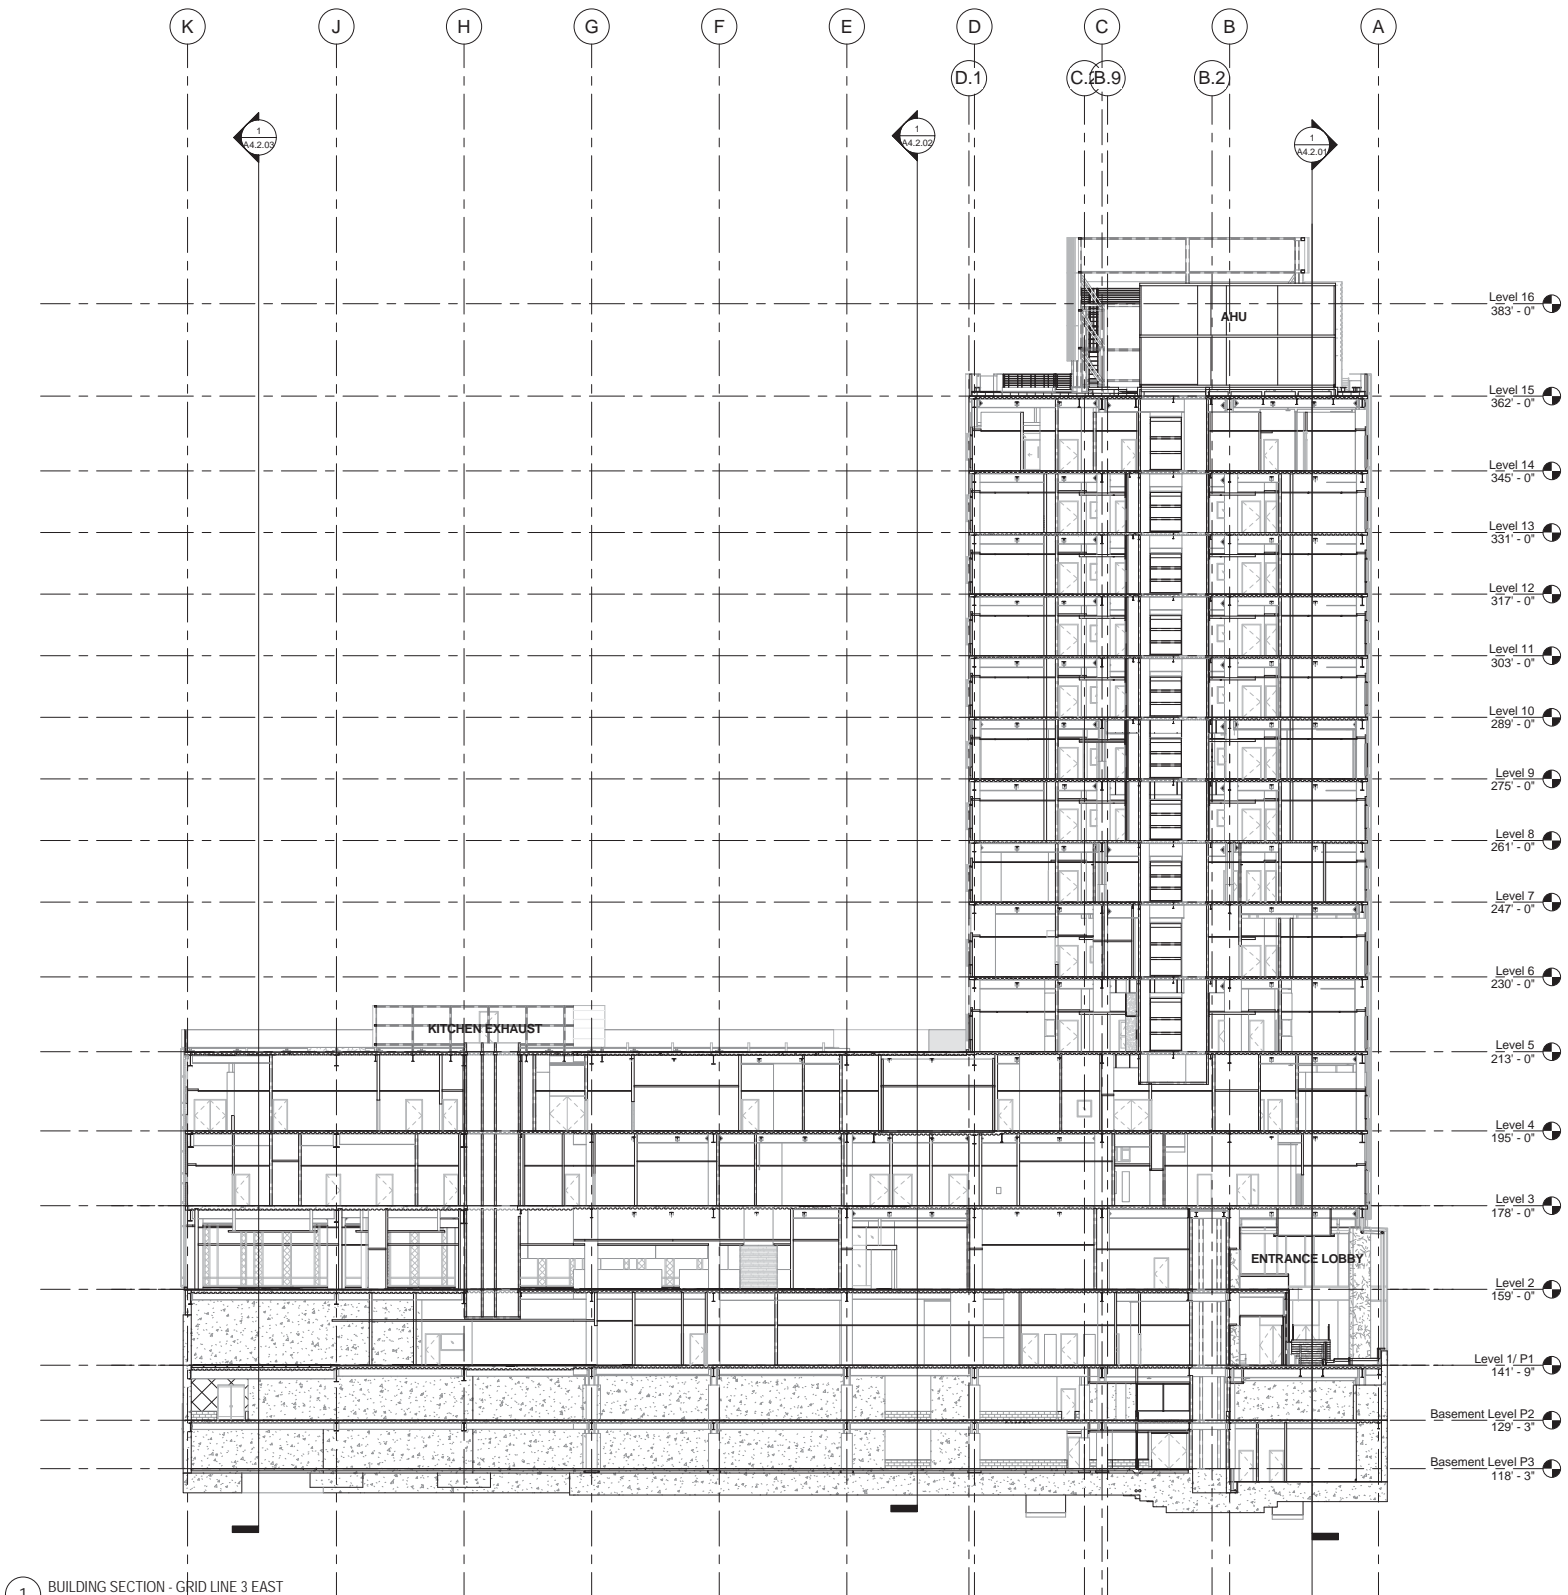 K
J
H
G
F
E
D
C
B
A
D.1
B.9
B.2
1
A4.2.03
1
A4.2.02
1
A4.2.01
Level 16
383' - 0"
AHU
Level 15
362' - 0"
Level 14
345' - 0"
Level 13
331' - 0"
Level 12
317' - 0"
Level 11
303' - 0"
Level 10
289' - 0"
Level 9
275' - 0"
Level 8
261' - 0"
Level 7
247' - 0"
Level 6
230' - 0"
KITCHEN EXHAUST
Level 5
213' - 0"
Level 4
195' - 0"
Level 3
178' - 0"
ENTRANCE LOBBY
Level 2
159' - 0"
Level 1/ P1
141' - 9"
Basement Level P2
129' - 3"
Basement Level P3
118' - 3"
1
BUILDING SECTION - GRID LINE 3 EAST